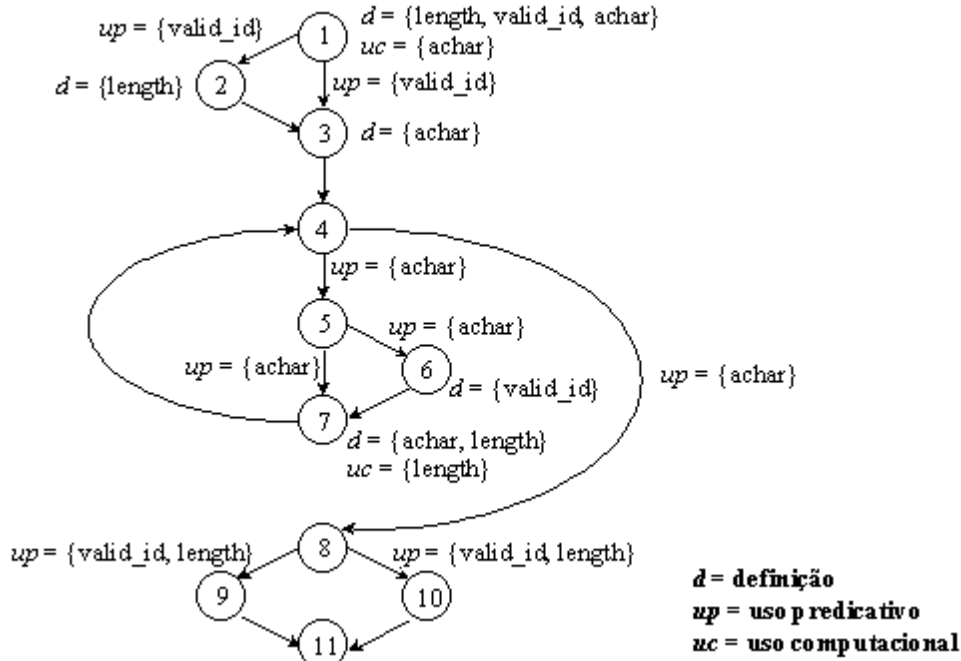 d = {length, valid_id, achar}
up = {valid_id}
1
uc = {achar}
d = {length}
2
up = {valid_id}
3
d = {achar}
4
up = {achar}
5
up = {achar}
up = {achar}
6
up = {achar}
d = {valid_id}
7
d = {achar, length}
uc = {length}
8
up = {valid_id, length}
up = {valid_id, length}
9
10
11
d = definição
up = uso predicativo
uc = uso computacional